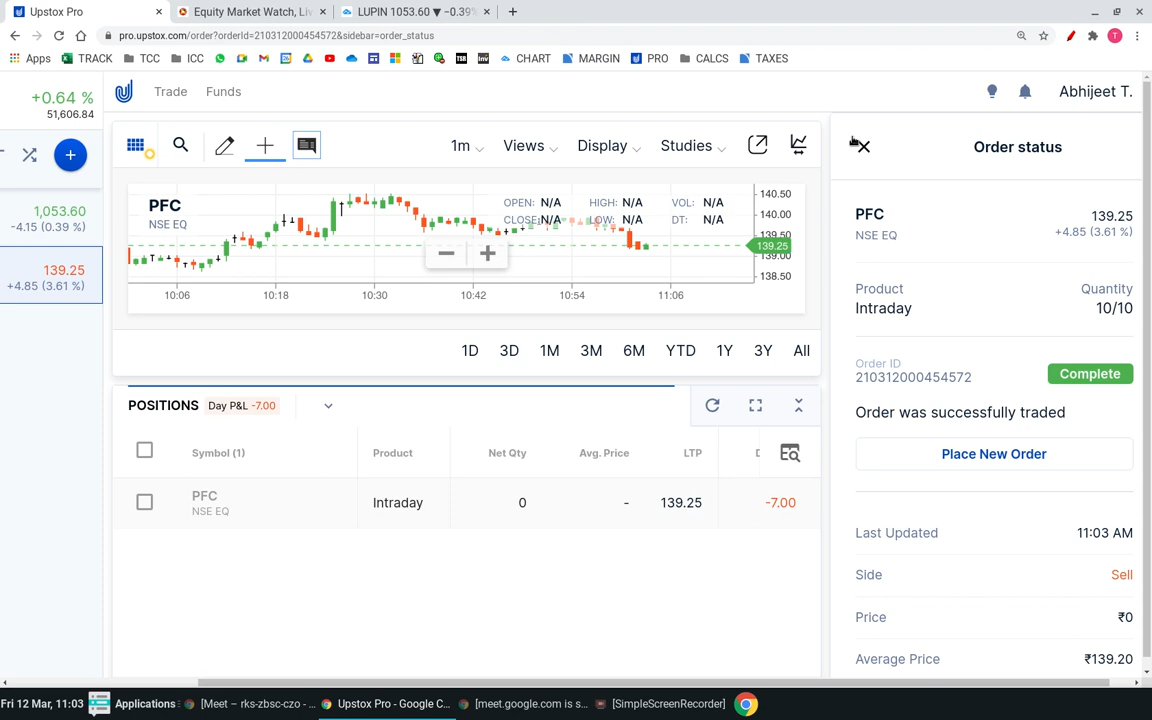 Upstox Pro
Equity Market Watch, Liv
LUPIN 1053.60 ▼ −0.39%
pro.upstox.com/order?orderId=210312000454572&sidebar=order_status
Apps
TRACK
TCC
ICC
CHART
MARGIN
PRO
CALCS
TAXES
+0.64 %
51,606.84
Trade
Funds
Abhijeet T.
1m
Views
Display
Studies
Order status
1,053.60
-4.15 (0.39 %)
139.25
+4.85 (3.61 %)
PFC
NSE EQ
OPEN: N/A
HIGH: N/A
VOL: N/A
CLOSE: N/A
LOW: N/A
DT: N/A
140.50
140.00
139.50
139.25
139.00
138.50
10:06
10:18
10:30
10:42
10:54
11:06
1D
3D
1M
3M
6M
YTD
1Y
3Y
All
POSITIONS
Day P&L -7.00
Symbol (1)
Product
Net Qty
Avg. Price
LTP
PFC
NSE EQ
Intraday
0
-
139.25
-7.00
PFC
139.25
NSE EQ
+4.85 (3.61 %)
Product
Quantity
Intraday
10/10
Order ID
210312000454572
Complete
Order was successfully traded
Place New Order
Last Updated
11:03 AM
Side
Sell
Price
₹0
Average Price
₹139.20
Fri 12 Mar, 11:03
Applications
[Meet – rks-zbsc-czo - ...
Upstox Pro - Google C...
[meet.google.com is s...
[SimpleScreenRecorder]